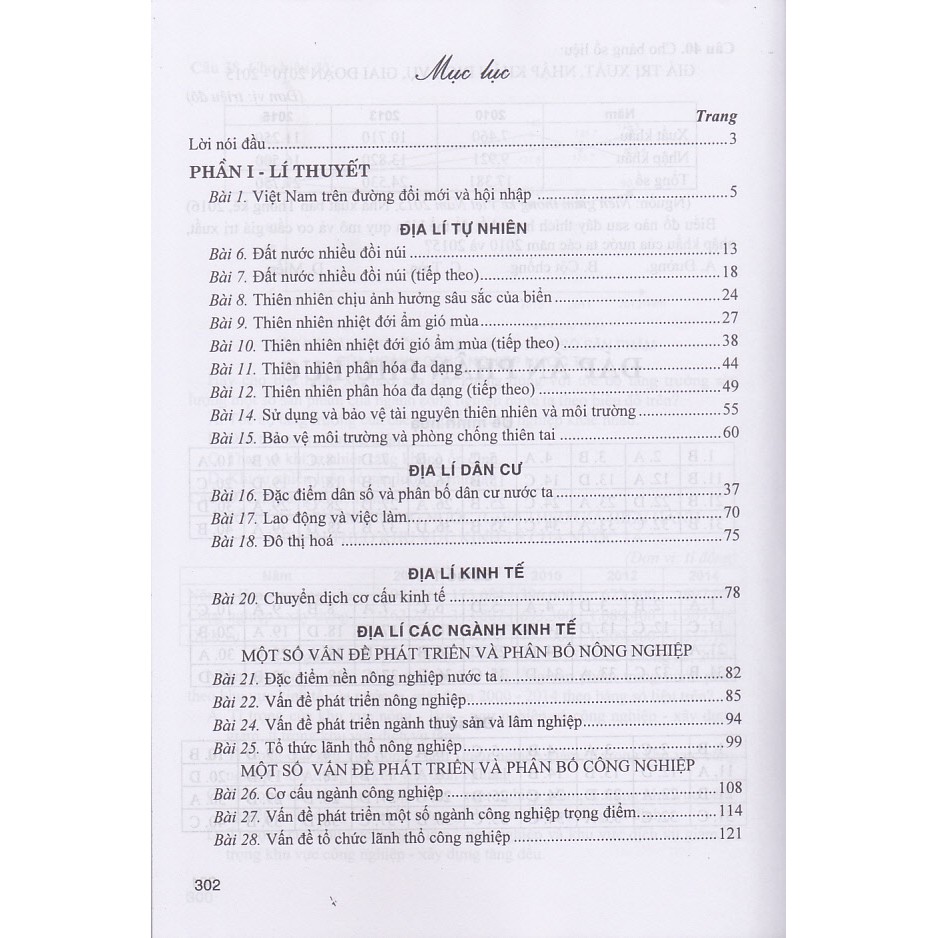 Mục lục
Trang
Lời nói đầu...3
PHẦN I - LÍ THUYẾT
Bài 1. Việt Nam trên đường đổi mới và hội nhập...5
ĐỊA LÍ TỰ NHIÊN
Bài 6. Đất nước nhiều đồi núi...13
Bài 7. Đất nước nhiều đồi núi (tiếp theo)...18
Bài 8. Thiên nhiên chịu ảnh hưởng sâu sắc của biển...24
Bài 9. Thiên nhiên nhiệt đới ẩm gió mùa...27
Bài 10. Thiên nhiên nhiệt đới gió ẩm mùa (tiếp theo)...38
Bài 11. Thiên nhiên phân hóa đa dạng...44
Bài 12. Thiên nhiên phân hóa đa dạng (tiếp theo)...49
Bài 14. Sử dụng và bảo vệ tài nguyên thiên nhiên và môi trường...55
Bài 15. Bảo vệ môi trường và phòng chống thiên tai...60
ĐỊA LÍ DÂN CƯ
Bài 16. Đặc điểm dân số và phân bố dân cư nước ta...37
Bài 17. Lao động và việc làm...70
Bài 18. Đô thị hoá...75
ĐỊA LÍ KINH TẾ
Bài 20. Chuyển dịch cơ cấu kinh tế...78
ĐỊA LÍ CÁC NGÀNH KINH TẾ
MỘT SỐ VẤN ĐỀ PHÁT TRIỂN VÀ PHÂN BỐ NÔNG NGHIỆP
Bài 21. Đặc điểm nền nông nghiệp nước ta...82
Bài 22. Vấn đề phát triển nông nghiệp...85
Bài 24. Vấn đề phát triển ngành thuỷ sản và lâm nghiệp...94
Bài 25. Tổ thức lãnh thổ nông nghiệp...99
MỘT SỐ VẤN ĐỀ PHÁT TRIỂN VÀ PHÂN BỐ CÔNG NGHIỆP
Bài 26. Cơ cấu ngành công nghiệp...108
Bài 27. Vấn đề phát triển một số ngành công nghiệp trọng điểm...114
Bài 28. Vấn đề tổ chức lãnh thổ công nghiệp...121
302